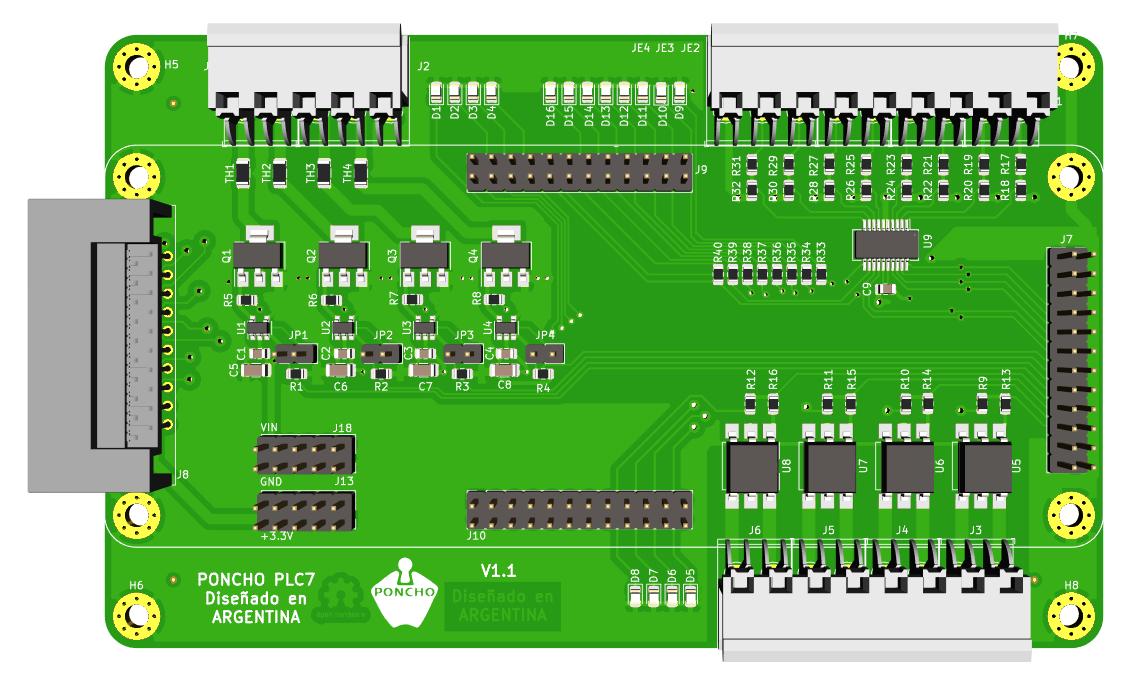 JE4 JE3 JE2
H7
H5
J
J2
1
D1 D2 D3 D4
D16 D15 D14 D13 D12 D11 D10 D9
TH1 TH2 TH3 TH4
J9
R31 R29 R27 R25 R23 R21 R19 R17
R32 R30 R28 R26 R24 R22 R20 R18
Q1 Q2 Q3 Q4
U9
J7
R40 R39 R38 R37 R36 R35 R34 R33
C9
R5 R6 R7 R8
U1 U2 U3 U4
JP1 JP2 JP3 JP4
C1 C2 C3 C4
C5 C6 C7 C8
R1 R2 R3 R4
R12 R16 R11 R15 R10 R14 R9 R13
VIN J18
U8 U7 U6 U5
J8
GND J13
+3.3V
J10
J6 J5 J4 J3
H6
H8
PONCHO PLC7
Diseñado en
ARGENTINA
open hardware
PONCHO
V1.1
Diseñado en
ARGENTINA
D8 D7 D6 D5